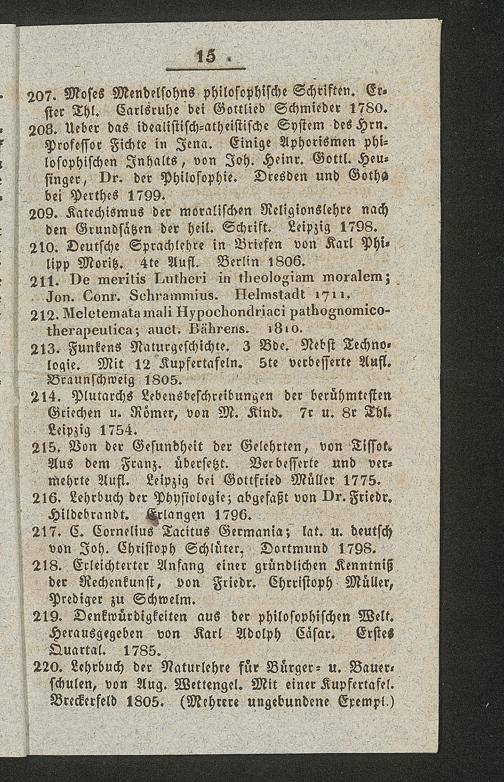 15 .
207. Moses Mendelsohns philosophische Schriften. Er-
ster Thl. Carlsruhe bei Gottlieb Schmieder 1780.
208. Ueber das idealistisch-atheistische System des Hrn.
Professor Fichte in Jena. Einige Aphorismen phi-
losophischen Inhalts, von Joh. Heinr. Gottl. Heu-
singer, Dr. der Philosophie. Dresden und Gotha
bei Perthes 1799.
209. Katechismus der moralischen Religionslehre nach
den Grundsätzen der heil. Schrift. Leipzig 1798.
210. Deutsche Sprachlehre in Briefen von Karl Phi-
lipp Moritz. 4te Aufl. Berlin 1806.
211. De meritis Lutheri in theologiam moralem;
Jon. Conr. Schrammius. Helmstadt 1711.
212. Meletemata mali Hypochondriaci pathognomico-
therapeutica; auct. Bährens. 1810.
213. Funkens Naturgeschichte. 3 Bde. Nebst Techno-
logie. Mit 12 Kupfertafeln. 5te verbesserte Aufl.
Braunschweig 1805.
214. Plutarchs Lebensbeschreibungen der berühmtesten
Griechen u. Römer, von M. Kind. 7r u. 8r Thl.
Leipzig 1754.
215. Von der Gesundheit der Gelehrten, von Tissot.
Aus dem Franz. übersetzt. Verbesserte und ver-
mehrte Aufl. Leipzig bei Gottfried Müller 1775.
216. Lehrbuch der Physiologie; abgefaßt von Dr. Friedr.
Hildebrandt. Erlangen 1796.
217. C. Cornelius Tacitus Germania; lat. u. deutsch
von Joh. Christoph Schlüter. Dortmund 1798.
218. Erleichterter Anfang einer gründlichen Kenntniß
der Rechenkunst, von Friedr. Chrristoph Müller,
Prediger zu Schwelm.
219. Denkwürdigkeiten aus der philosophischen Welt.
Herausgegeben von Karl Adolph Cäsar. Erstes
Quartal. 1785.
220. Lehrbuch der Naturlehre für Bürger- u. Bauer-
schulen, von Aug. Wettengel. Mit einer Kupfertafel.
Breckerfeld 1805. (Mehrere ungebundene Exempl.)